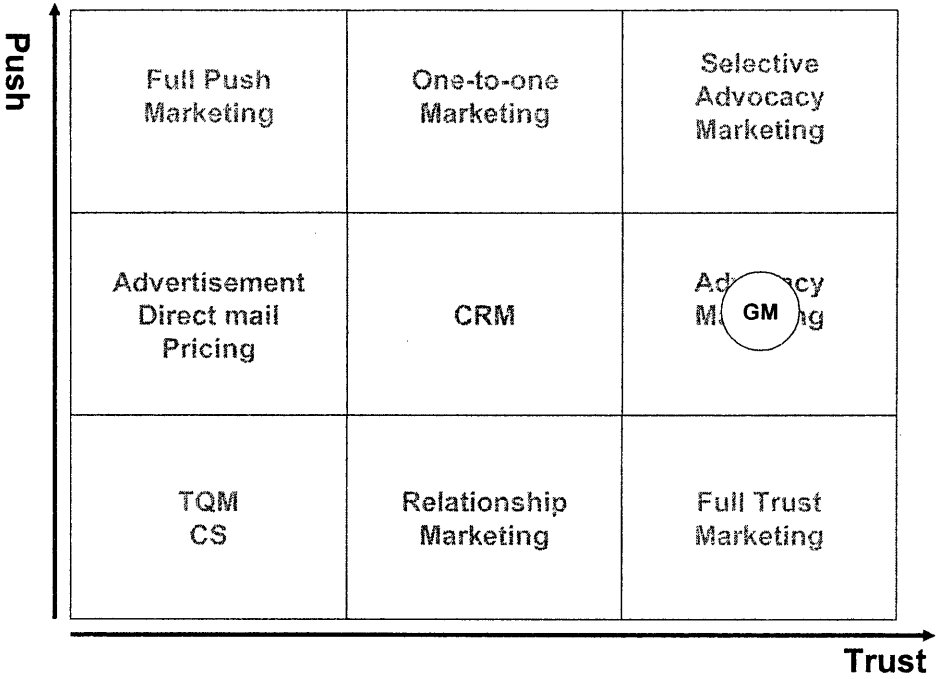 Push
Full Push
Marketing
One-to-one
Marketing
Selective
Advocacy
Marketing
Advertisement
Direct mail
Pricing
CRM
GM
TQM
CS
Relationship
Marketing
Full Trust
Marketing
Trust